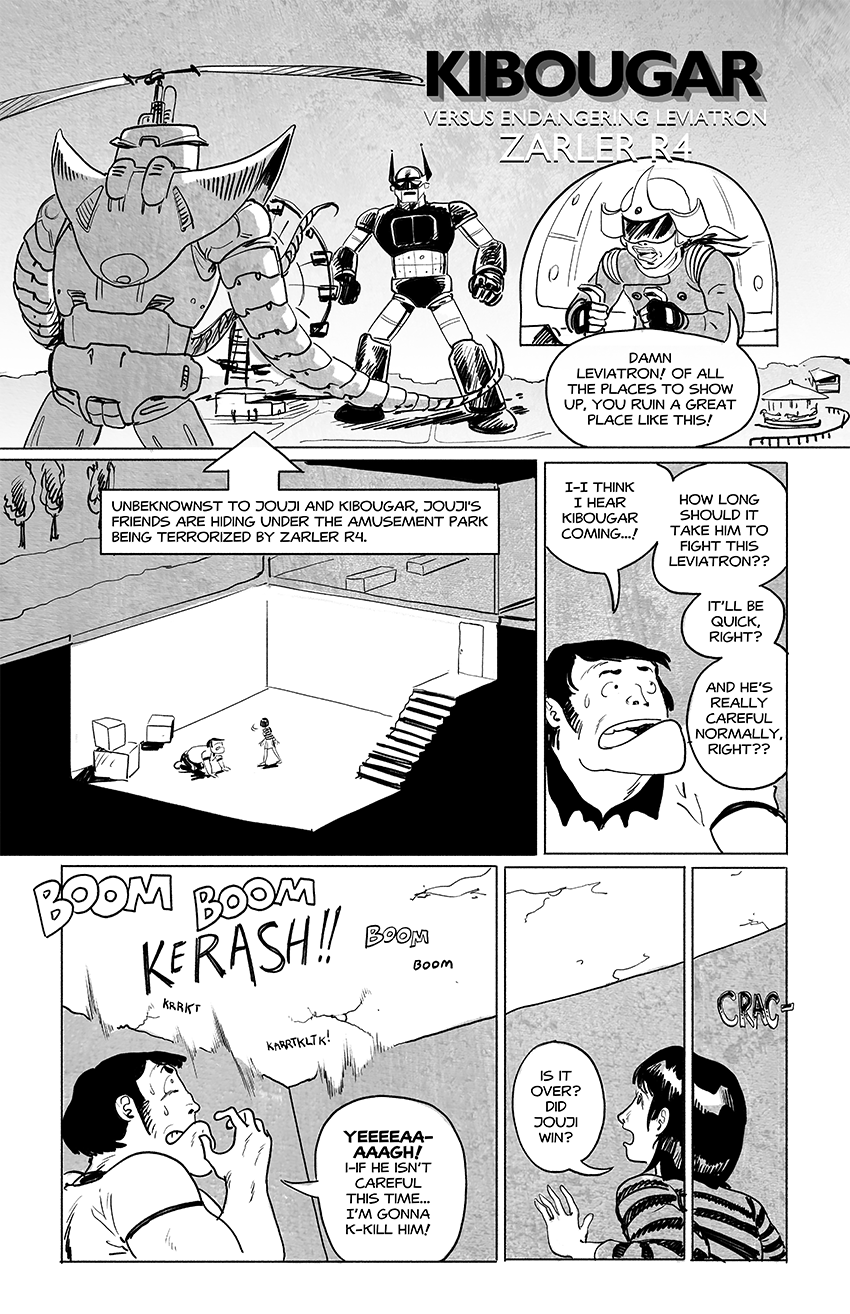 KIBOUGAR
VERSUS ENDANGERING LEVIATRON
ZARLER R4
DAMN
LEVIATRON! OF ALL
THE PLACES TO SHOW
UP, YOU RUIN A GREAT
PLACE LIKE THIS!
UNBEKNOWNST TO JOUJI AND KIBOUGAR, JOUJI'S
FRIENDS ARE HIDING UNDER THE AMUSEMENT PARK
BEING TERRORIZED BY ZARLER R4.
I-I THINK
I HEAR
KIBOUGAR
COMING...!
HOW LONG
SHOULD IT
TAKE HIM TO
FIGHT THIS
LEVIATRON??
IT'LL BE
QUICK,
RIGHT?
AND HE'S
REALLY
CAREFUL
NORMALLY,
RIGHT??
BOOM
BOOM
KERASH!!
BOOM
BOOM
KRRKT
KARRTKLTK!
YEEEEAA-
AAAGH!
I-IF HE ISN'T
CAREFUL
THIS TIME...
I'M GONNA
K-KILL HIM!
IS IT
OVER?
DID
JOUJI
WIN?
CRAC-